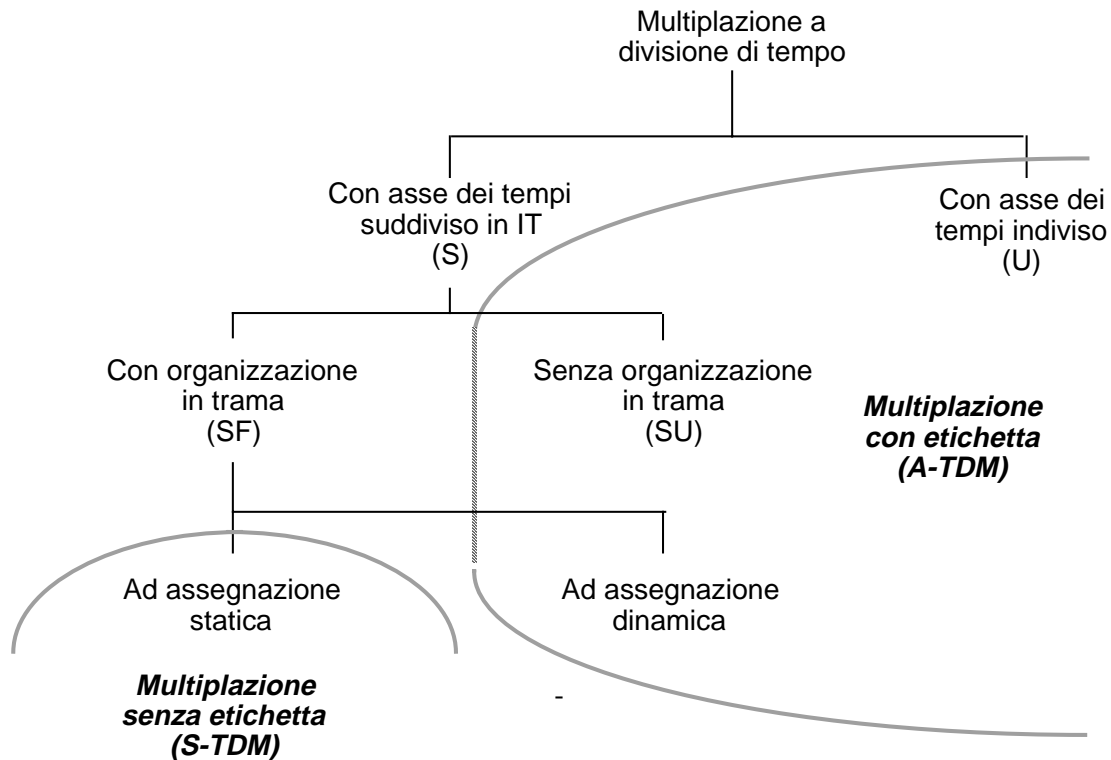 Multiplazione a
divisione di tempo
Con asse dei tempi
suddiviso in IT
(S)
Con asse dei
tempi indiviso
(U)
Con organizzazione
in trama
(SF)
Senza organizzazione
in trama
(SU)
Multiplazione
con etichetta
(A-TDM)
Ad assegnazione
statica
Ad assegnazione
dinamica
Multiplazione
senza etichetta
(S-TDM)
-